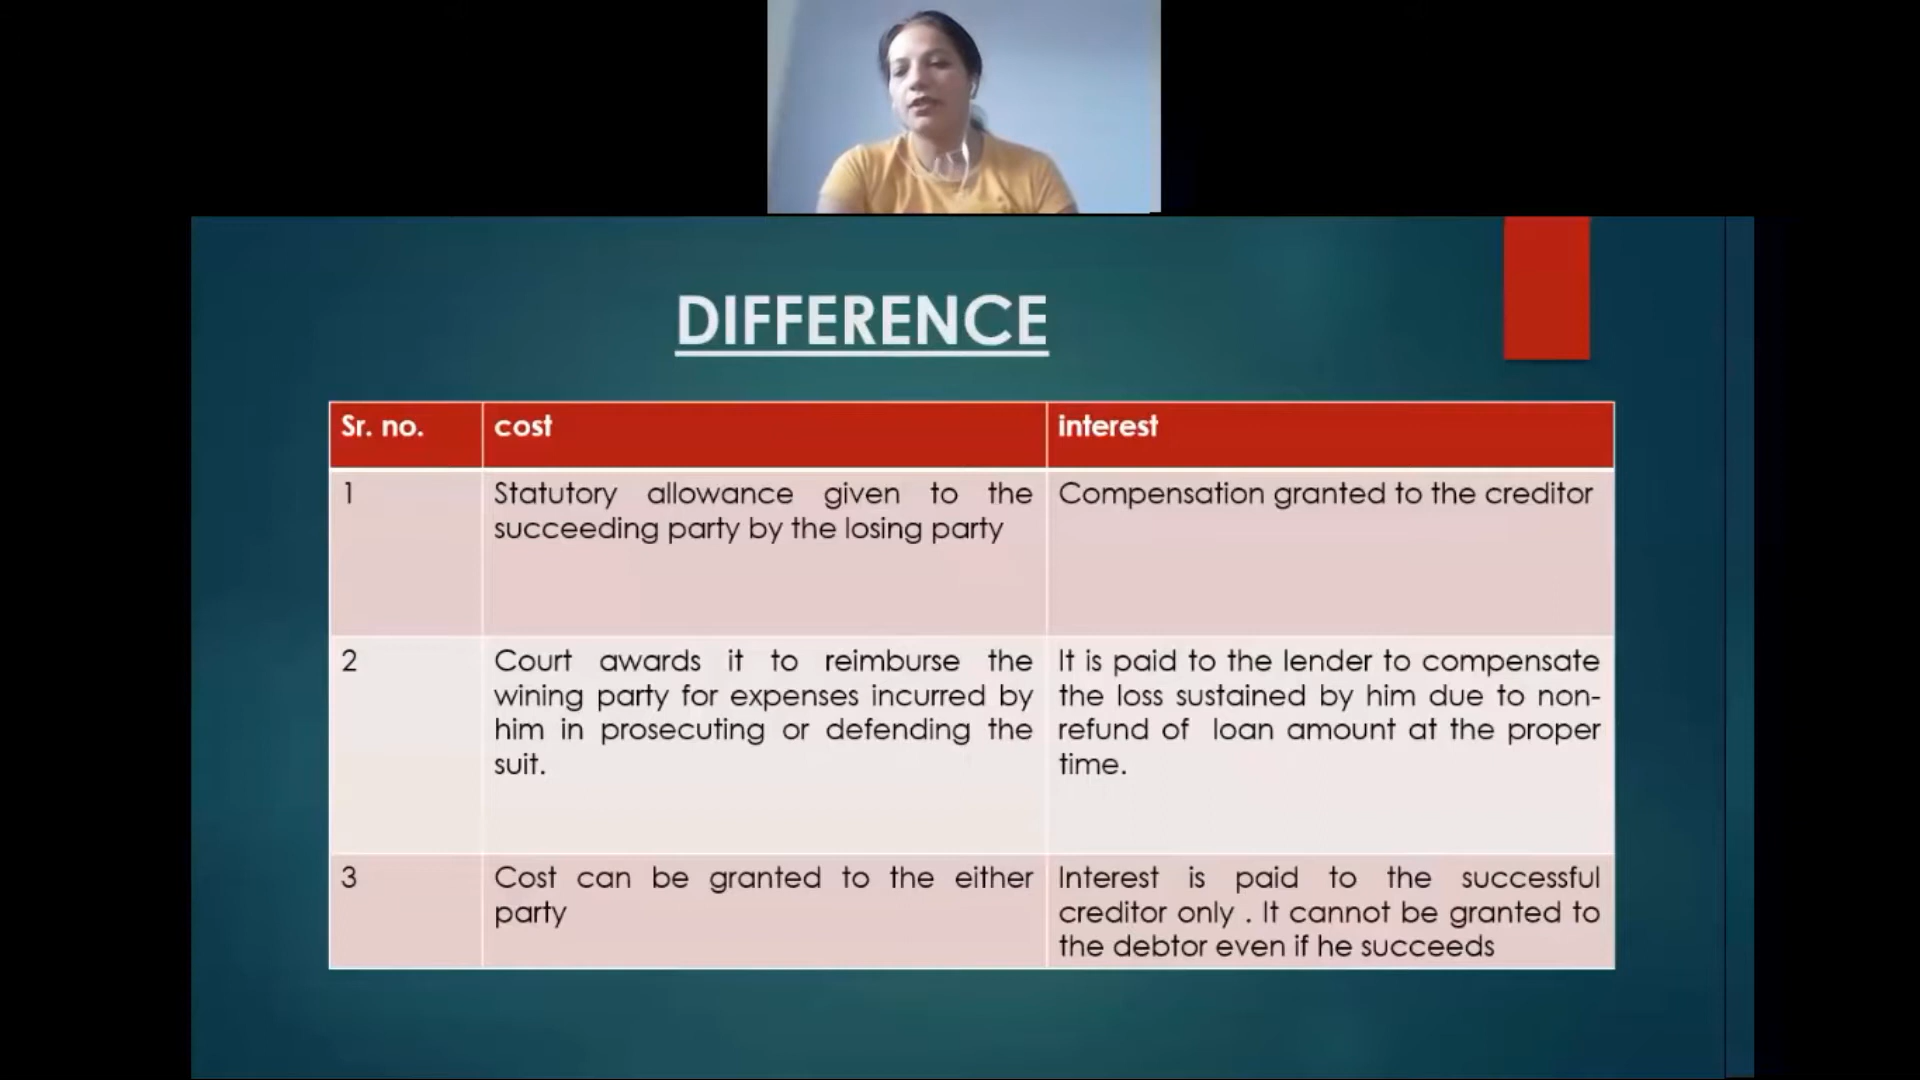 DIFFERENCE
Sr. no.
cost
interest
1
Statutory allowance given to the
succeeding party by the losing party
Compensation granted to the creditor
2
Court awards it to reimburse the
wining party for expenses incurred by
him in prosecuting or defending the
suit.
It is paid to the lender to compensate
the loss sustained by him due to non-
refund of loan amount at the proper
time.
3
Cost can be granted to the either
party
Interest is paid to the successful
creditor only . It cannot be granted to
the debtor even if he succeeds